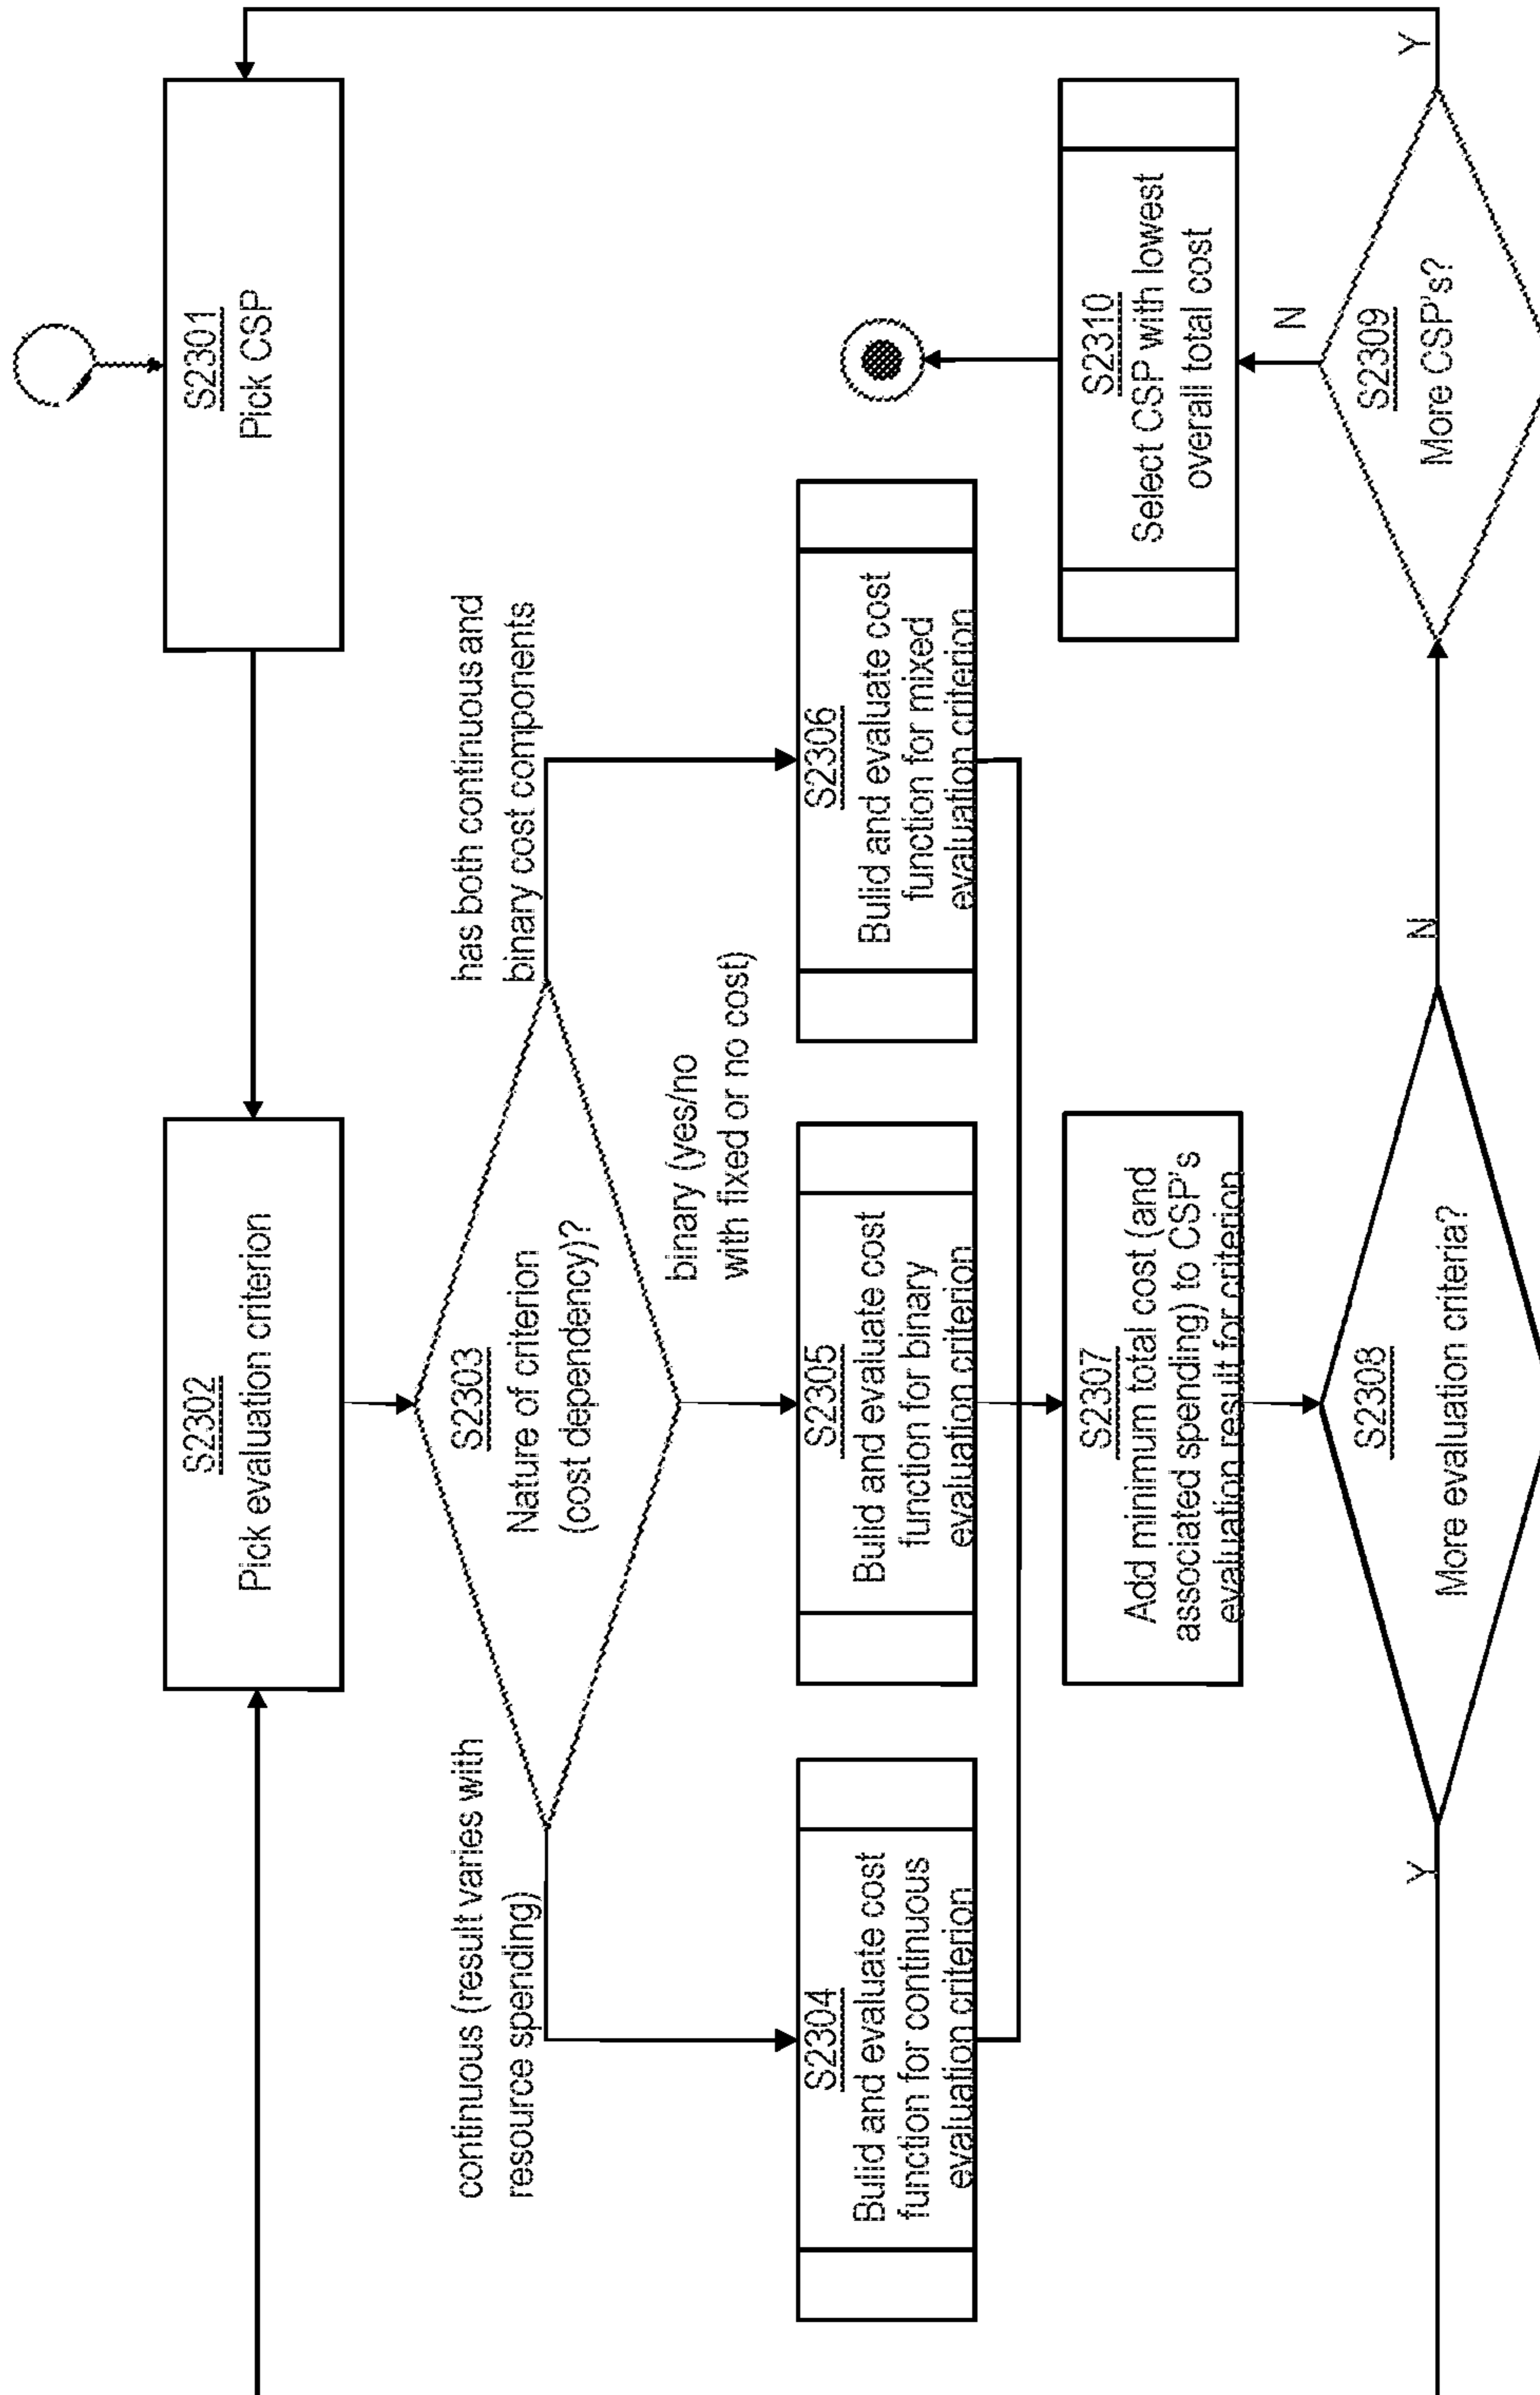 S2301
Pick CSP
S2302
Pick evaluation criterion
S2303
Nature of criterion
(cost dependency)?
continuous (result varies with
resource spending)
binary (yes/no
with fixed or no cost)
has both continuous and
binary cost components
S2304
Bulid and evaluate cost
function for continuous
evaluation criterion
S2305
Bulid and evaluate cost
function for binary
evaluation criterion
S2306
Bulid and evaluate cost
function for mixed
evaluation criterion
S2307
Add minimum total cost (and
associated spending) to CSP's
evaluation result for criterion
S2308
More evaluation criteria?
Y
N
S2309
More CSP's?
Y
N
S2310
Select CSP with lowest
overall total cost